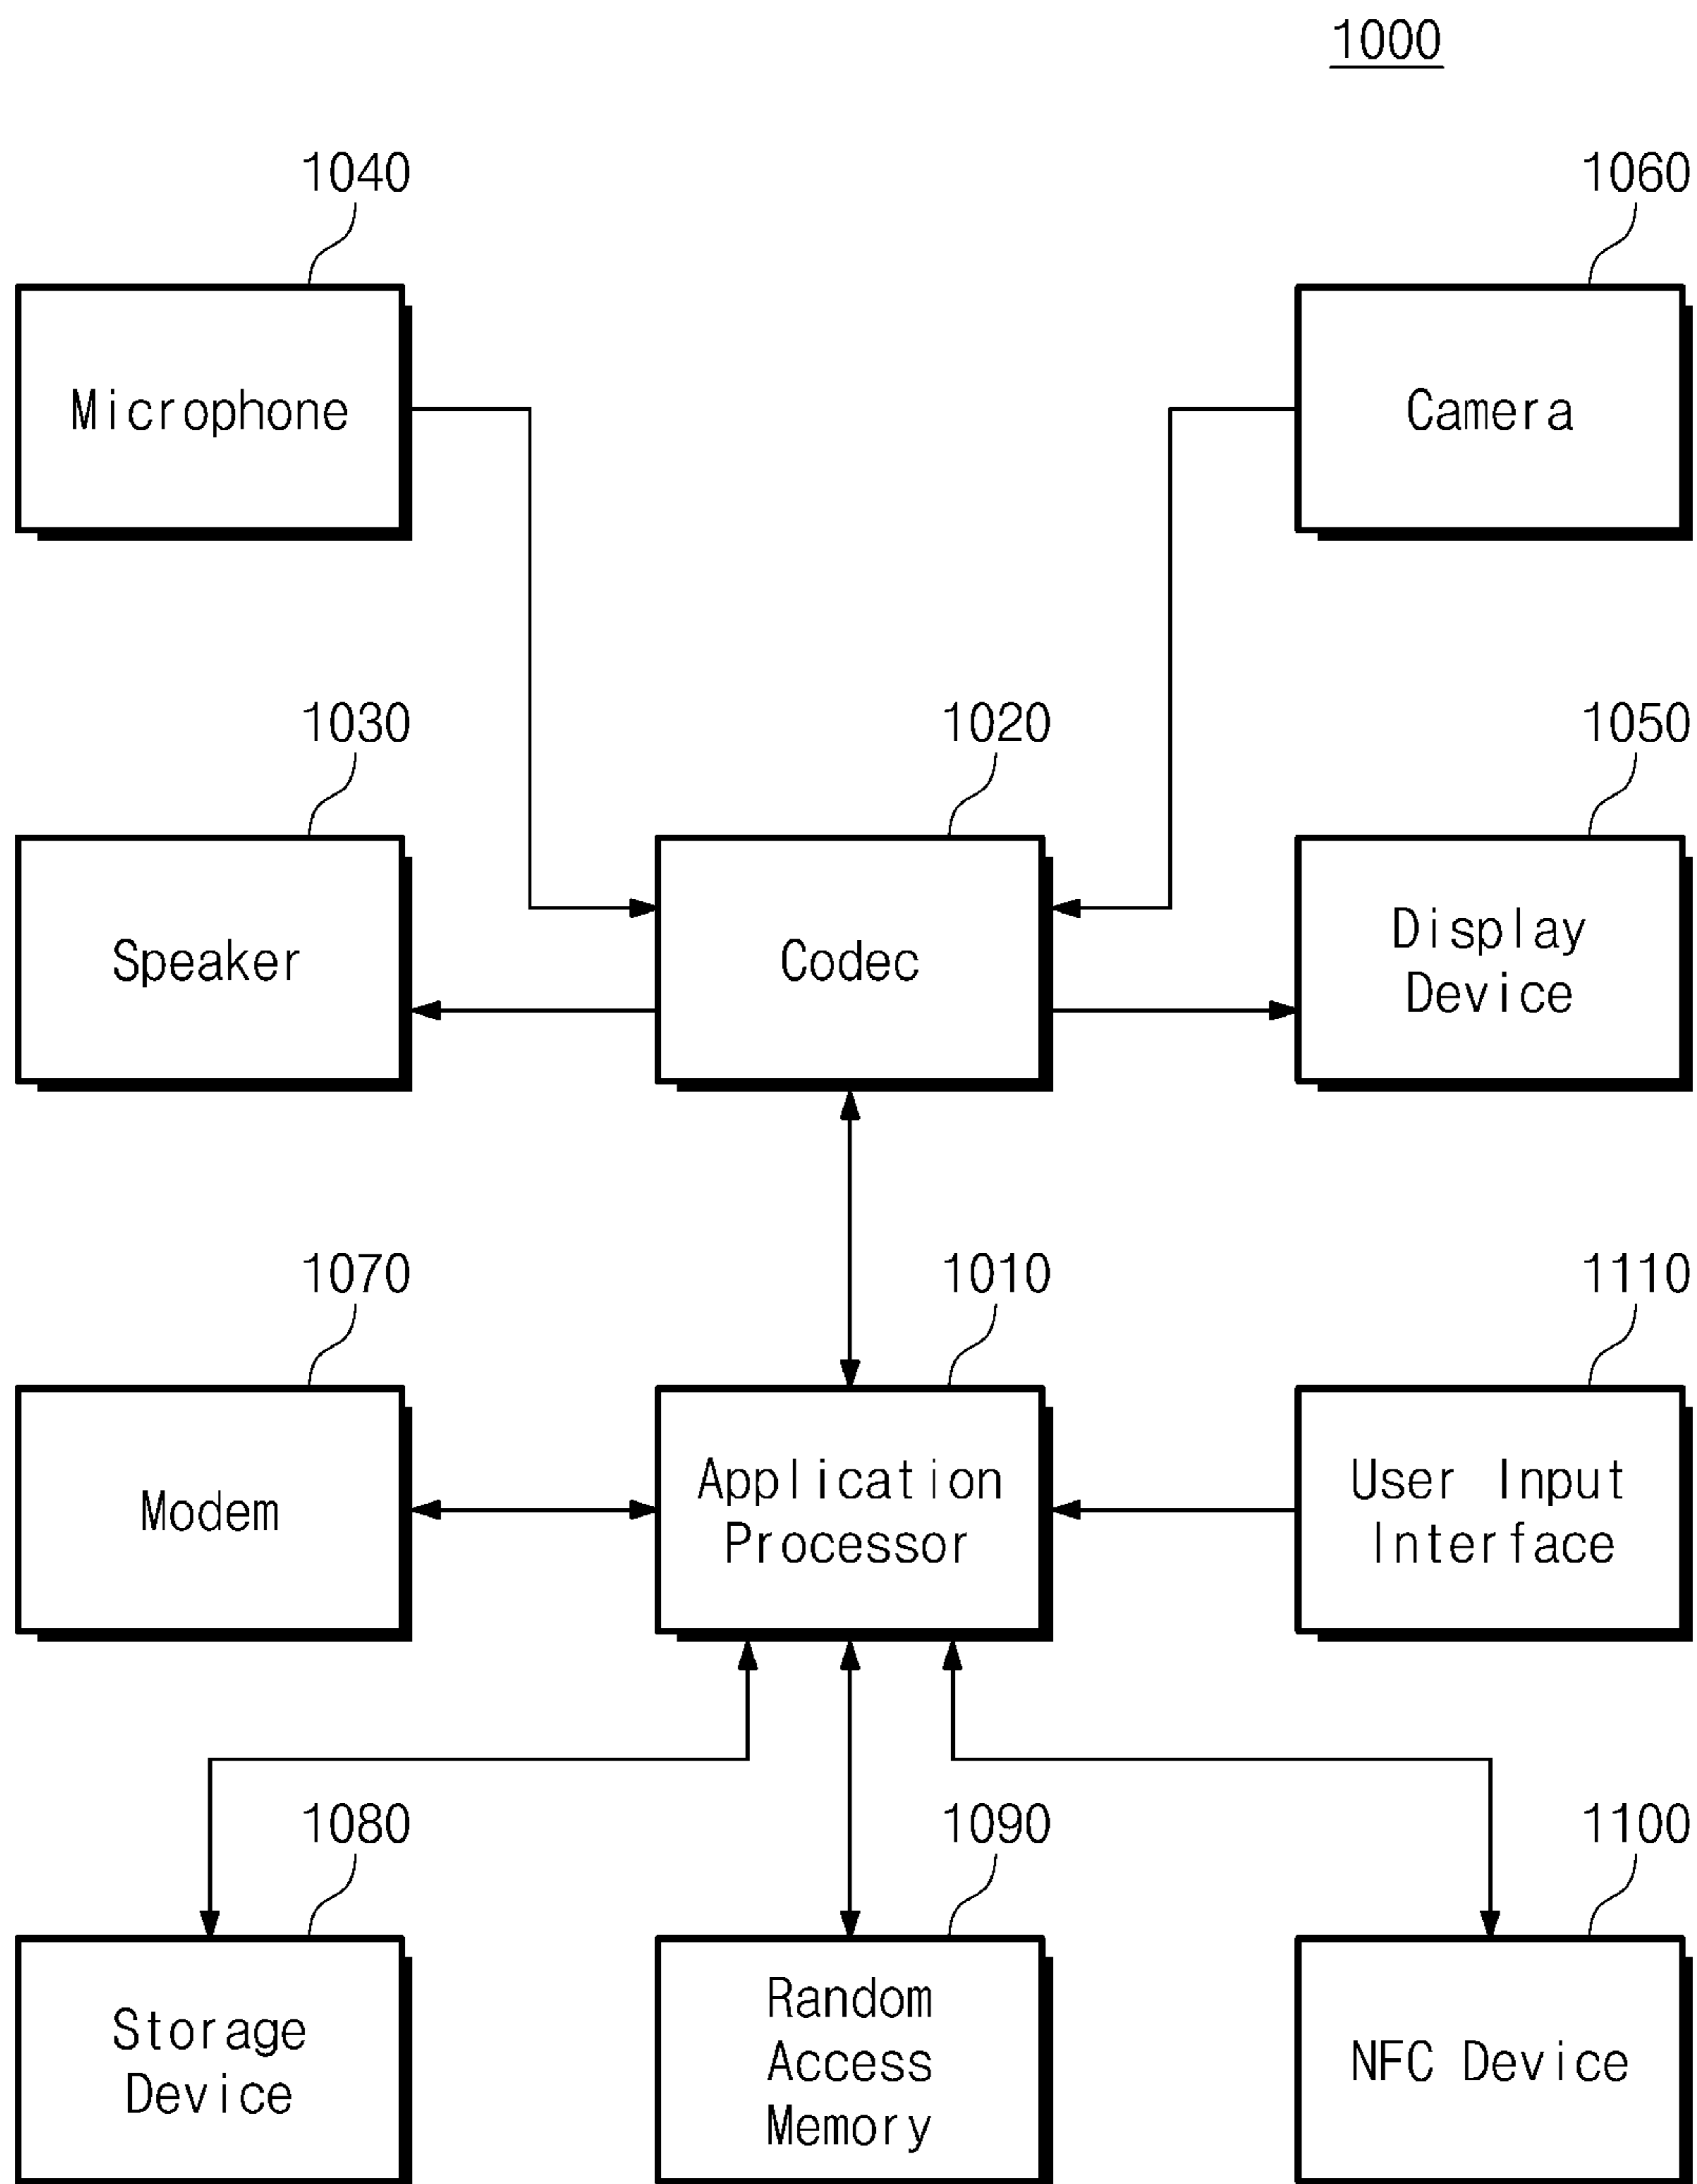 1000
1040
1060
Microphone
Camera
1030
1020
1050
Speaker
Codec
Display
Device
1070
1010
1110
Modem
Application
Processor
User Input
Interface
1080
1090
1100
Storage
Device
Random
Access
Memory
NFC Device